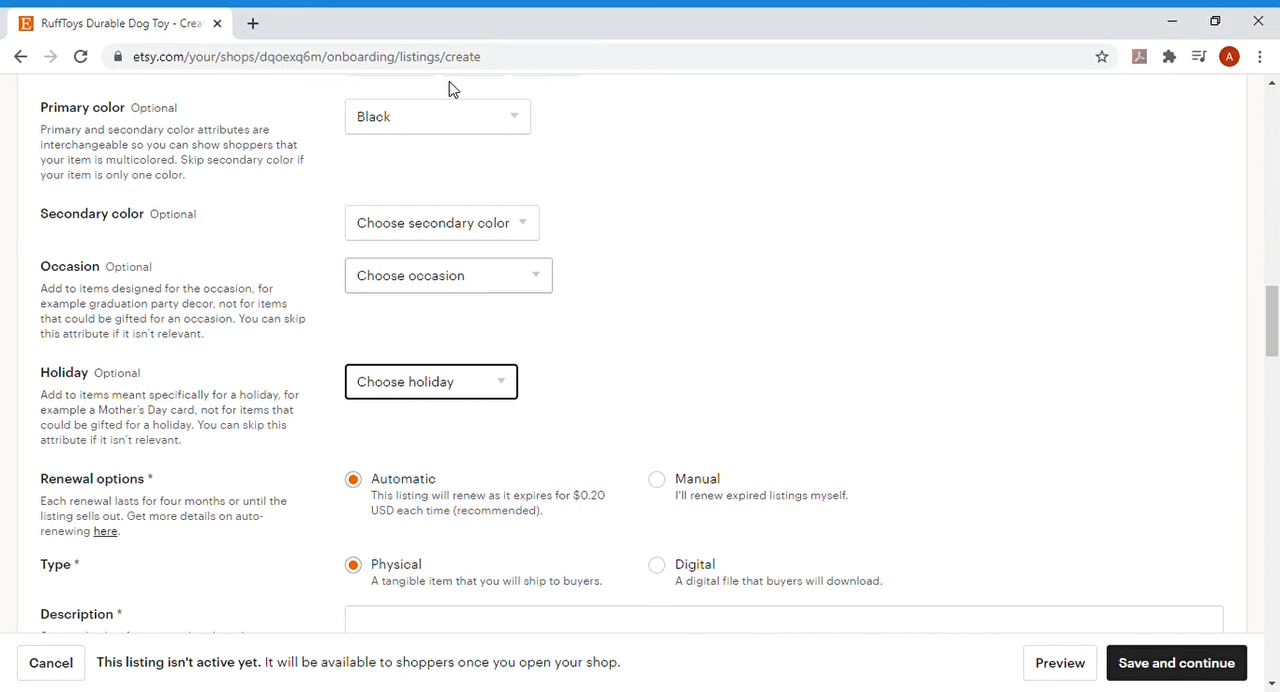 RuffToys Durable Dog Toy - Crea
etsy.com/your/shops/dqoexq6m/onboarding/listings/create
A
Primary color Optional
Primary and secondary color attributes are
interchangeable so you can show shoppers that
your item is multicolored. Skip secondary color if
your item is only one color.
Black
Secondary color Optional
Choose secondary color
Occasion Optional
Add to items designed for the occasion, for
example graduation party decor, not for items
that could be gifted for an occasion. You can skip
this attribute if it isn't relevant.
Choose occasion
Holiday Optional
Add to items meant specifically for a holiday, for
example a Mother's Day card, not for items that
could be gifted for a holiday. You can skip this
attribute if it isn't relevant.
Choose holiday
Renewal options *
Each renewal lasts for four months or until the
listing sells out. Get more details on auto-
renewing here.
Automatic
This listing will renew as it expires for $0.20
USD each time (recommended).
Manual
I'll renew expired listings myself.
Type *
Physical
A tangible item that you will ship to buyers.
Digital
A digital file that buyers will download.
Description *
Cancel
This listing isn't active yet. It will be available to shoppers once you open your shop.
Preview
Save and continue